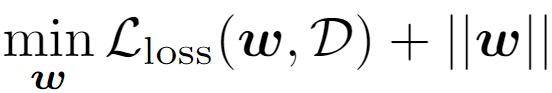 min_𝒘 ℒ_loss(𝒘, 𝒟) + ||𝒘||